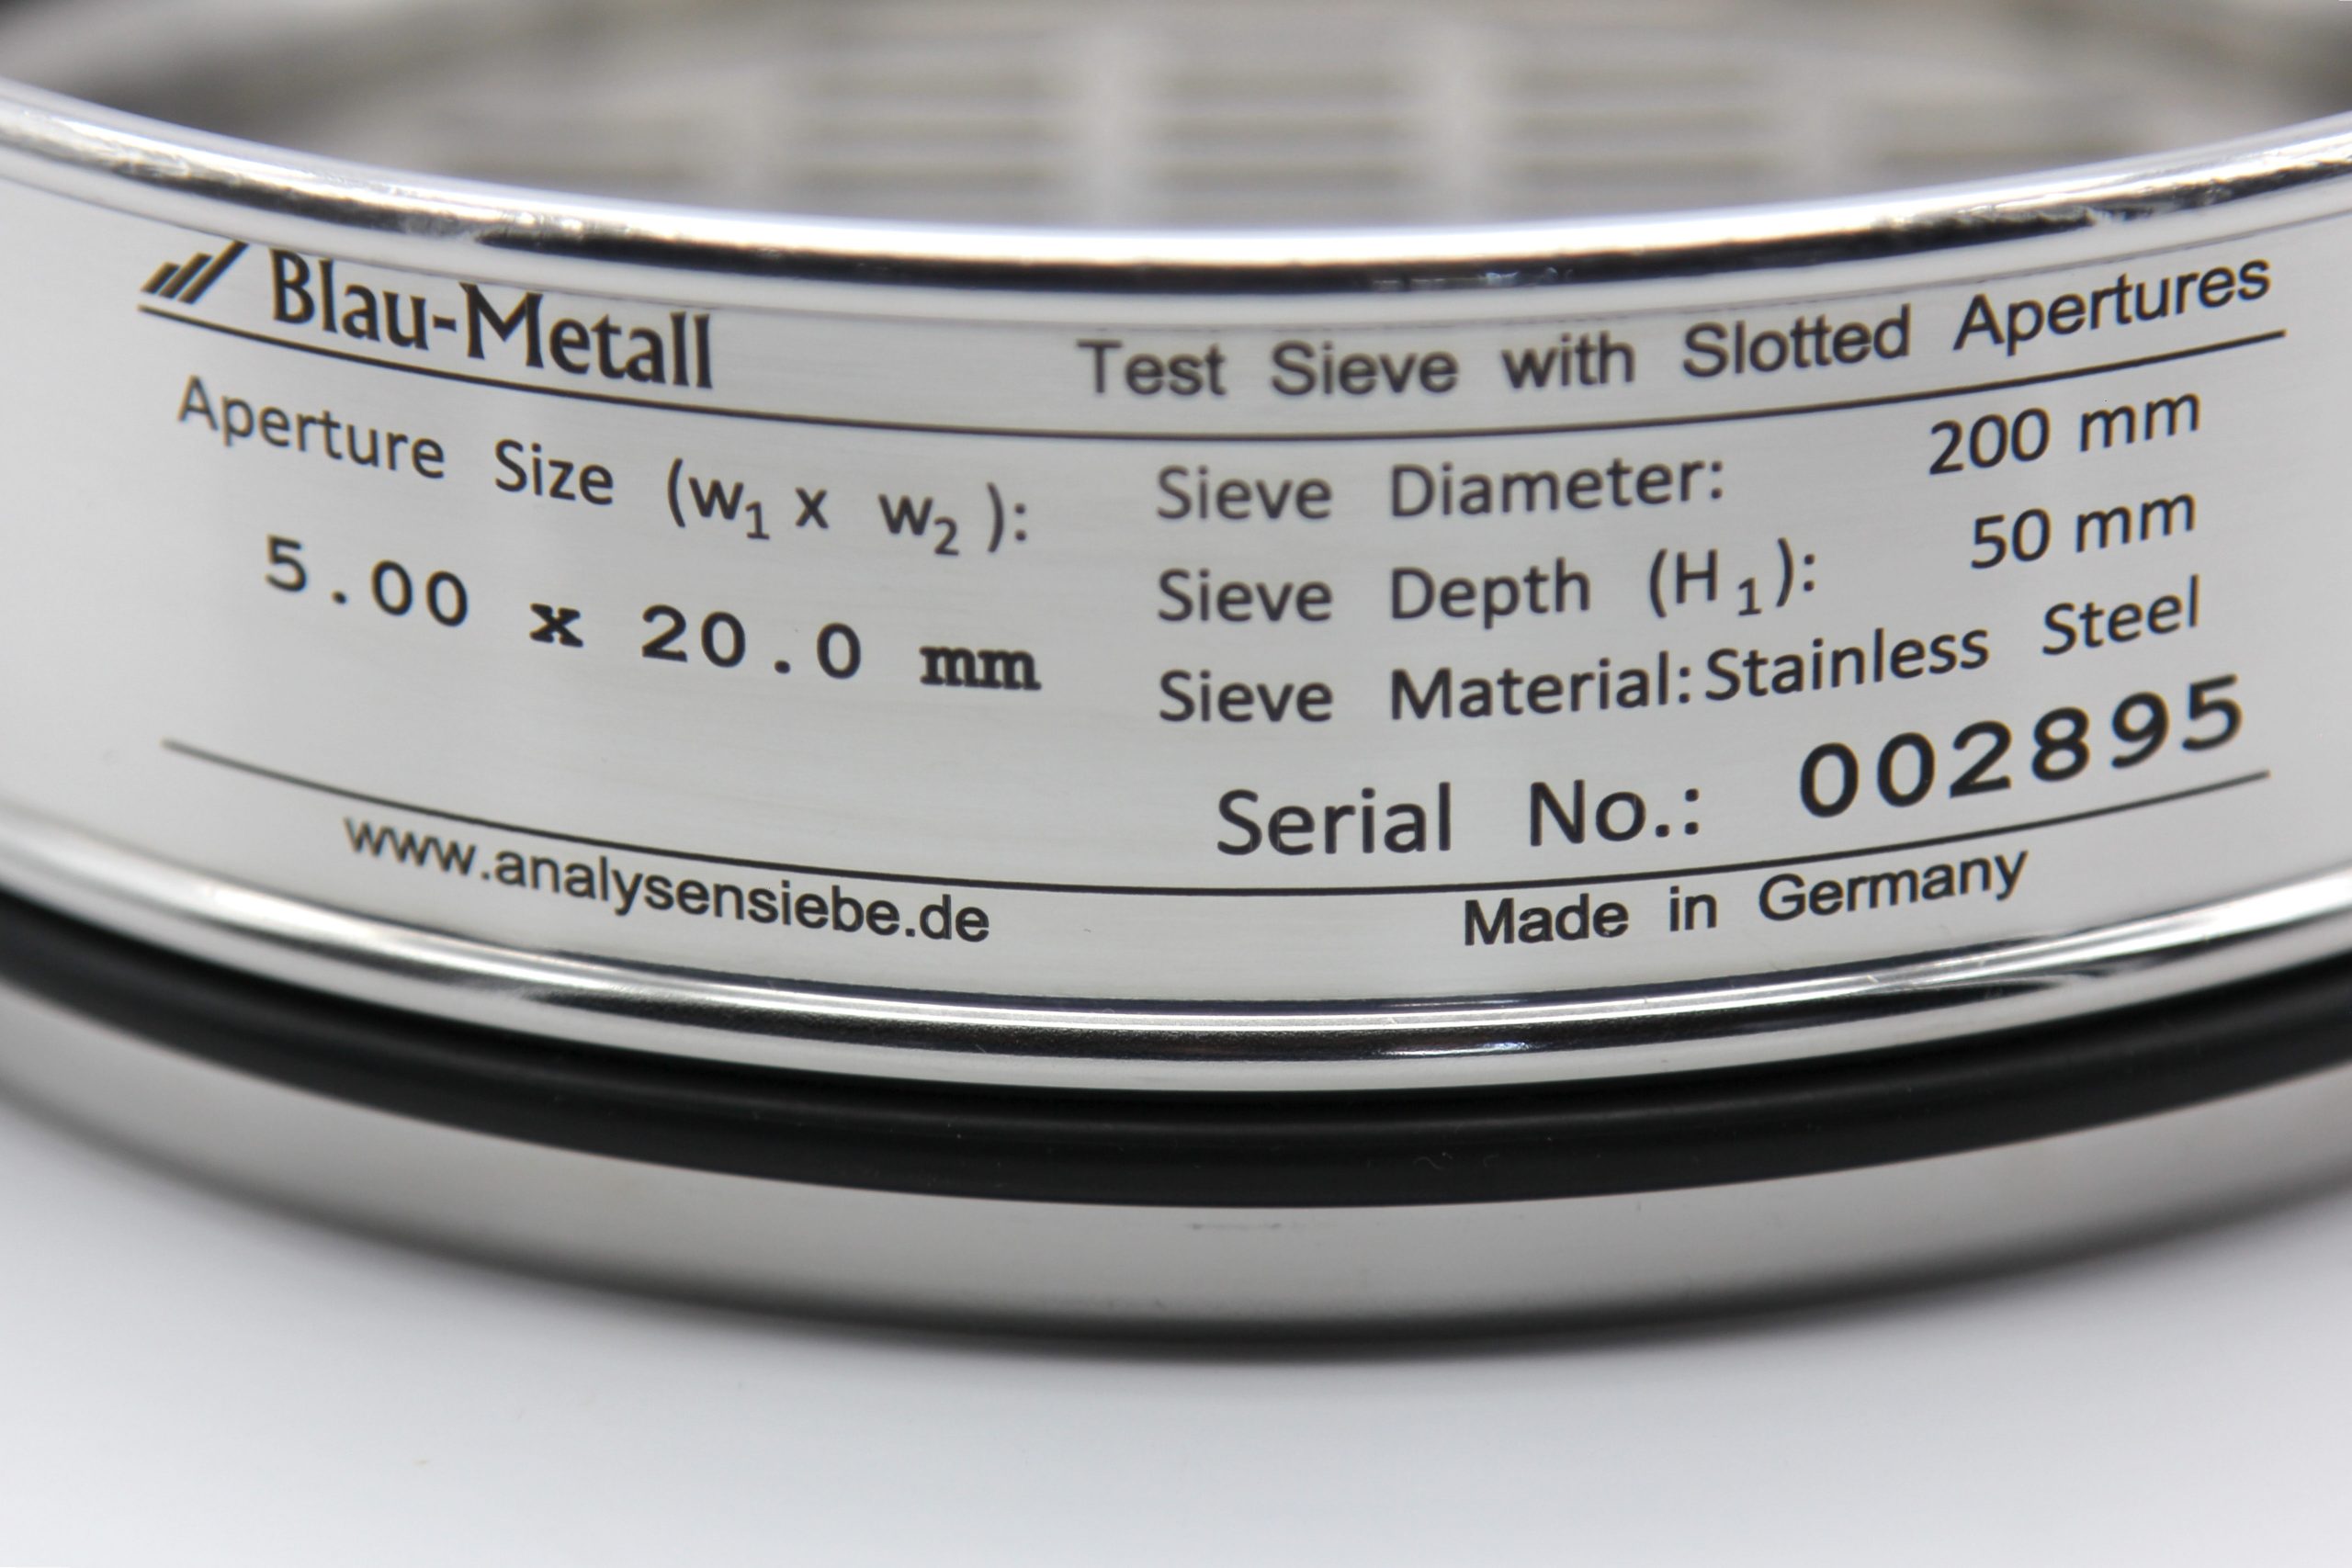 Blau-Metall
Test Sieve with Slotted Apertures
Aperture Size (w₁ x w₂):
5.00 x 20.0 mm
Sieve Diameter: 200 mm
Sieve Depth (H₁): 50 mm
Sieve Material: Stainless Steel
Serial No.: 002895
www.analysensiebe.de
Made in Germany